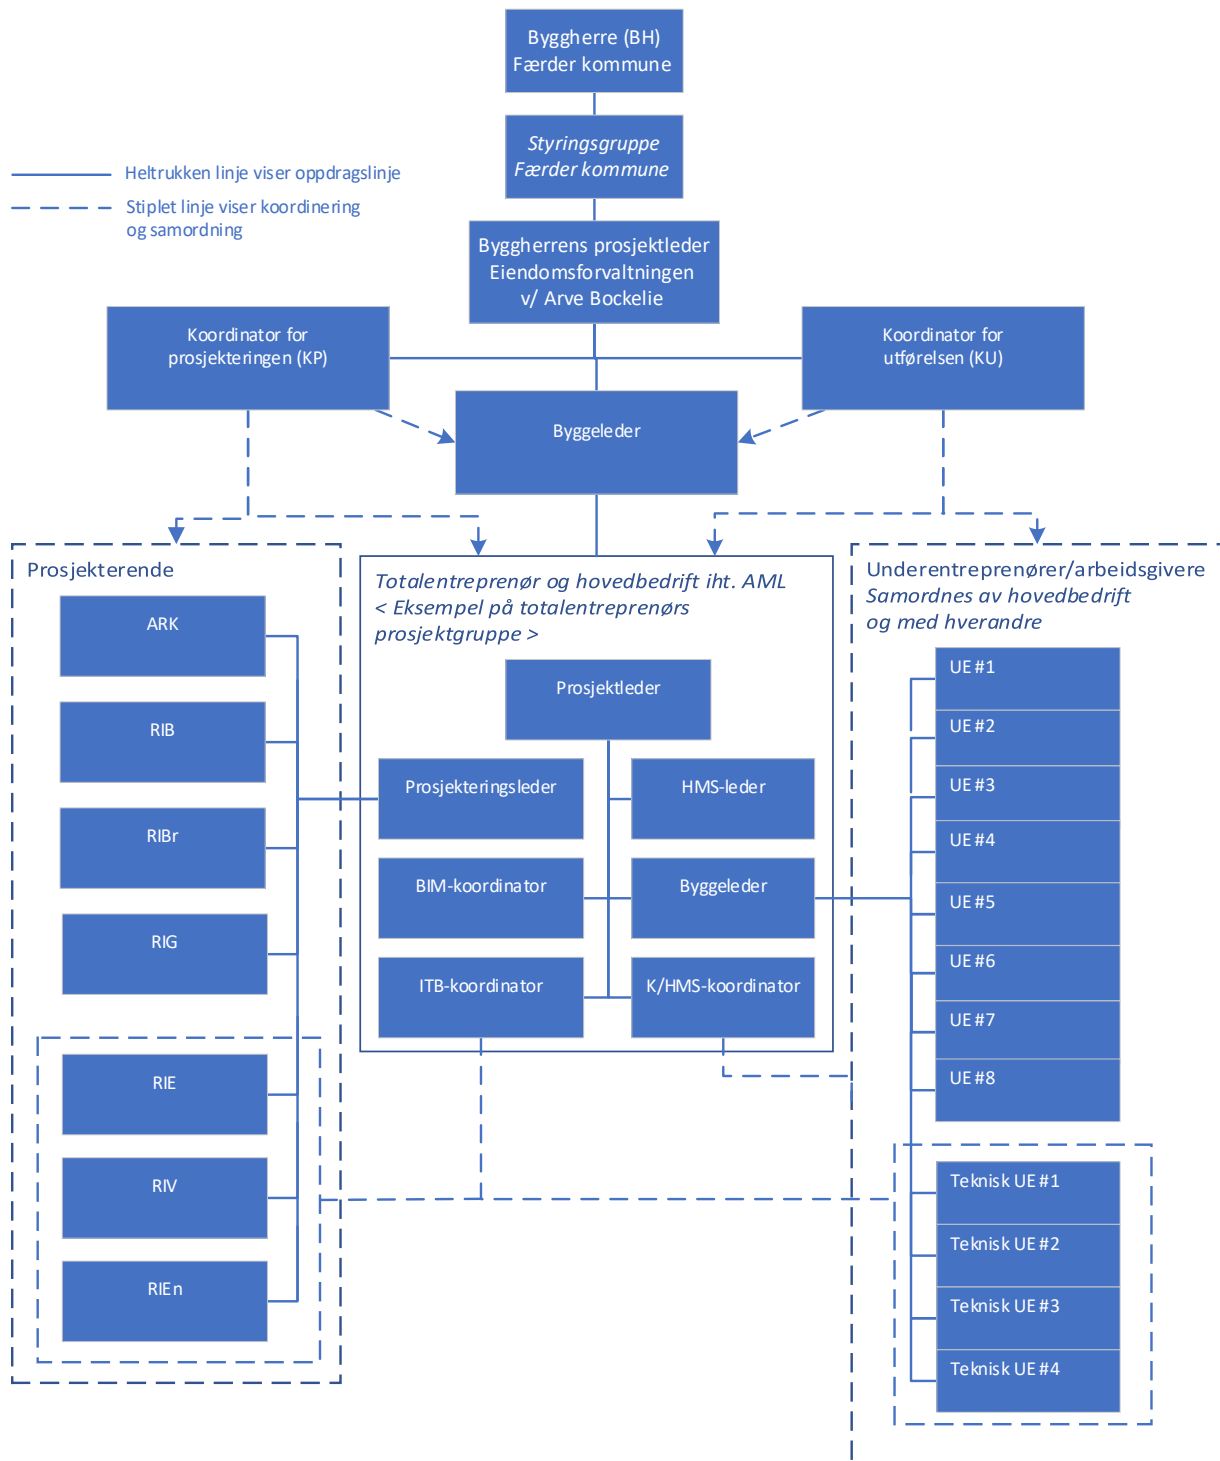 Byggherre (BH)
Færder kommune
Styringsgruppe
Færder kommune
Heltrukken linje viser oppdragslinje
Stiplet linje viser koordinering
og samordning
Byggherrens prosjektleder
Eiendomsforvaltningen
v/ Arve Bockelie
Koordinator for
prosjekteringen (KP)
Koordinator for
utførelsen (KU)
Byggeleder
Prosjekterende
ARK
RIB
RIBr
RIG
RIE
RIV
RIEn
Totalentreprenør og hovedbedrift iht. AML
< Eksempel på totalentreprenørs
prosjektgruppe >
Prosjektleder
Prosjekteringsleder
HMS-leder
BIM-koordinator
Byggeleder
ITB-koordinator
K/HMS-koordinator
Underentreprenører/arbeidsgivere
Samordnes av hovedbedrift
og med hverandre
UE #1
UE #2
UE #3
UE #4
UE #5
UE #6
UE #7
UE #8
Teknisk UE #1
Teknisk UE #2
Teknisk UE #3
Teknisk UE #4